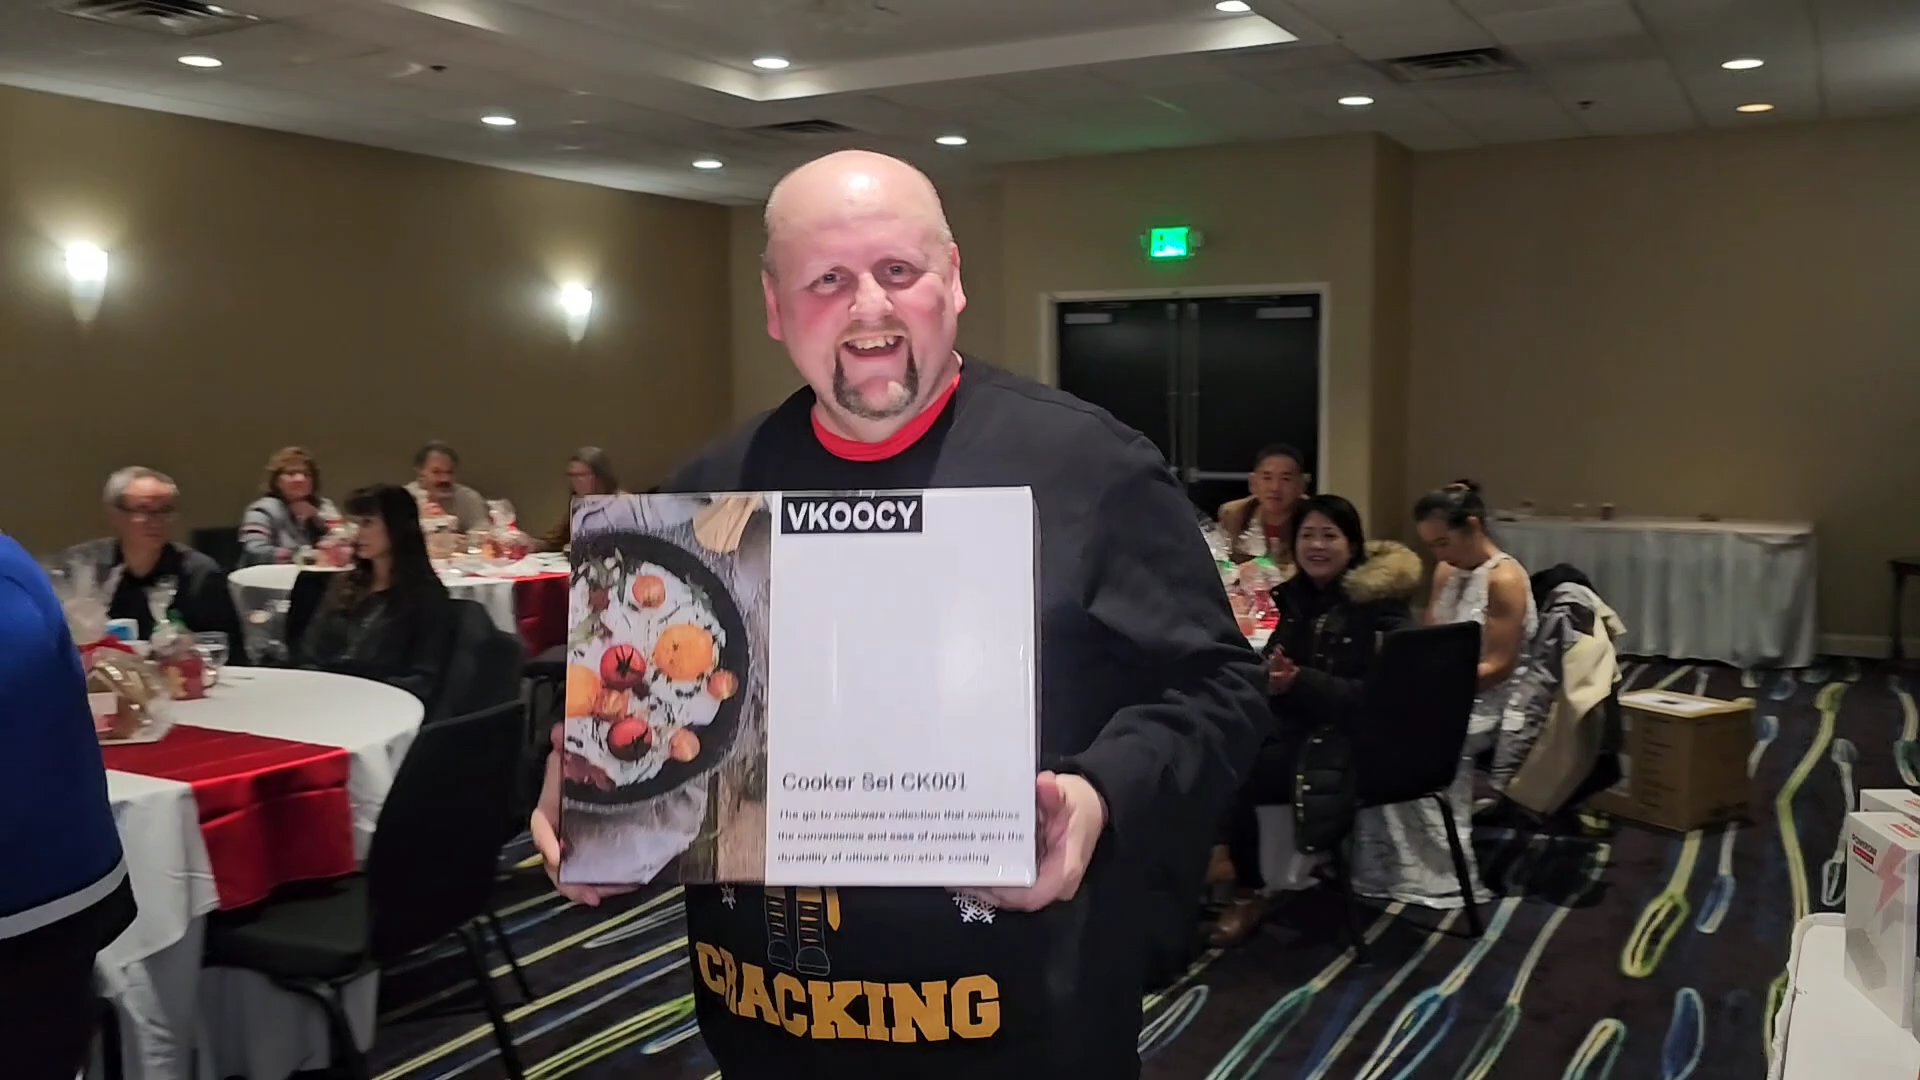 VKOOCY
Cooker Set CK001
The go to cookware collection that combines
the convenience and ease of nonstick with the
durability of ultimate non stick coating
CRACKING